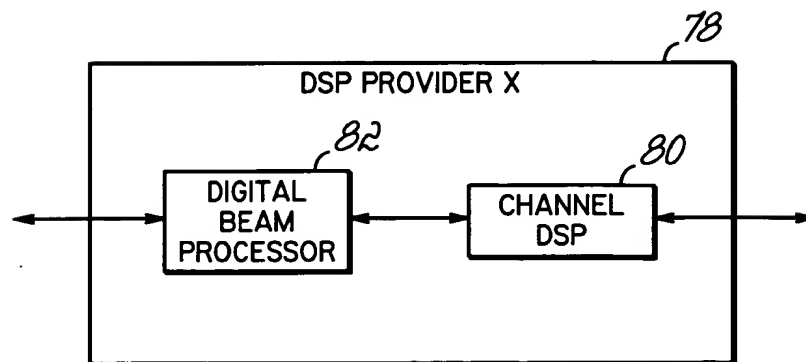 78
DSP PROVIDER X
82
80
DIGITAL
BEAM
PROCESSOR
CHANNEL
DSP